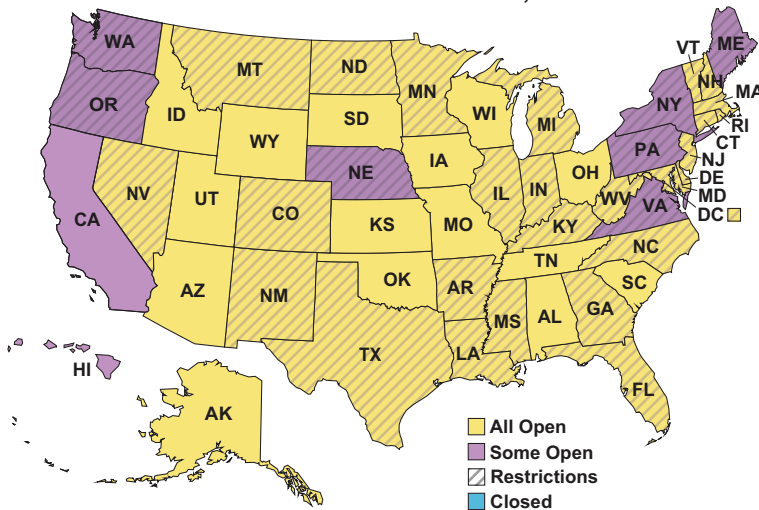 WA
ME
VT
MT
ND
NH
MN
MA
OR
NY
ID
WI
SD
MI
RI
WY
CT
PA
IA
NJ
NE
OH
DE
NV
IL
IN
MD
UT
WV
CO
VA
DC
CA
KS
MO
KY
NC
TN
OK
AZ
SC
NM
AR
GA
MS
AL
TX
LA
HI
FL
AK
All Open
Some Open
Restrictions
Closed